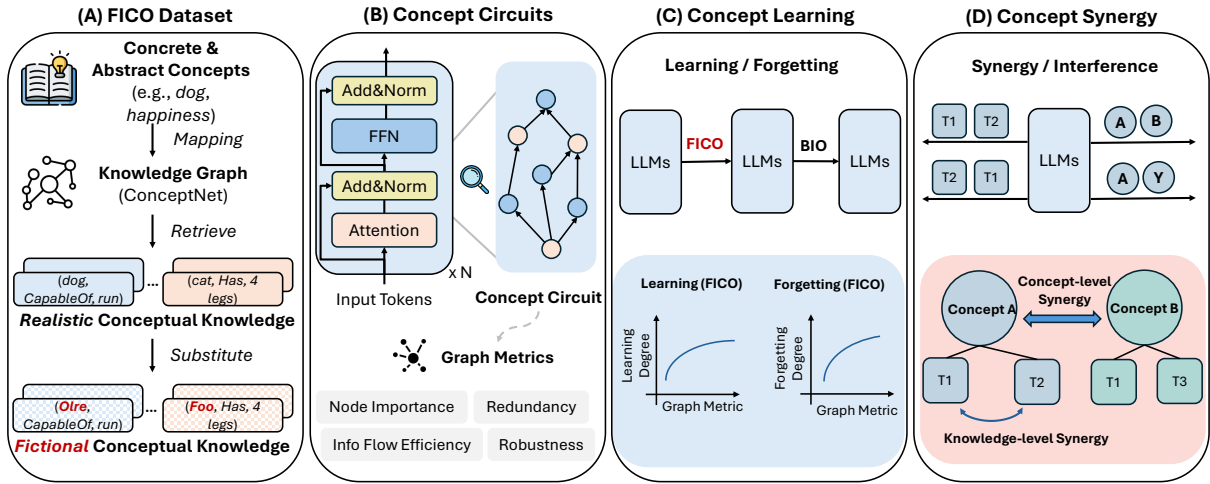 (A) FICO Dataset
Concrete &
Abstract Concepts
(e.g., dog,
happiness)
Mapping
Knowledge Graph
(ConceptNet)
Retrieve
(dog,
CapableOf, run)
...
(cat, Has, 4
legs)
Realistic Conceptual Knowledge
Substitute
(Olre,
CapableOf, run)
...
(Foo, Has, 4
legs)
Fictional Conceptual Knowledge
(B) Concept Circuits
Add&Norm
FFN
Add&Norm
Attention
x N
Input Tokens
Concept Circuit
Graph Metrics
Node Importance
Redundancy
Info Flow Efficiency
Robustness
(C) Concept Learning
Learning / Forgetting
LLMs
FICO
LLMs
BIO
LLMs
Learning (FICO)
Learning
Degree
Graph Metric
Forgetting (FICO)
Forgetting
Degree
Graph Metric
(D) Concept Synergy
Synergy / Interference
T1
T2
LLMs
A
B
T2
T1
A
Y
Concept A
Concept-level
Synergy
Concept B
T1
T2
T1
T3
Knowledge-level Synergy